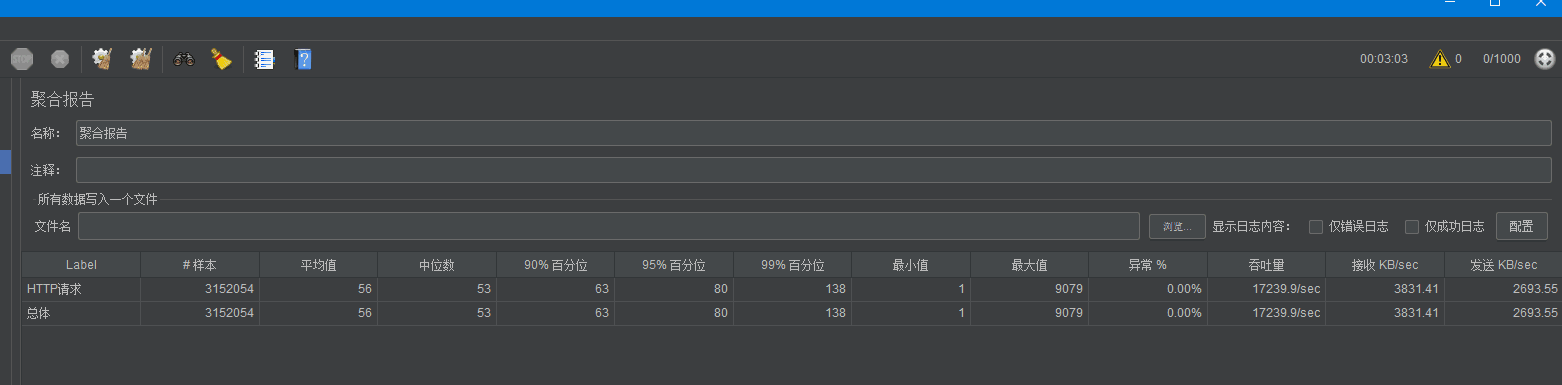 STOP
00:03:03 0 0/1000
聚合报告
名称： 聚合报告
注释：
所有数据写入一个文件
文件名 浏览... 显示日志内容： 仅错误日志 仅成功日志 配置
Label # 样本 平均值 中位数 90% 百分位 95% 百分位 99% 百分位 最小值 最大值 异常 % 吞吐量 接收 KB/sec 发送 KB/sec
HTTP请求 3152054 56 53 63 80 138 1 9079 0.00% 17239.9/sec 3831.41 2693.55
总体 3152054 56 53 63 80 138 1 9079 0.00% 17239.9/sec 3831.41 2693.55